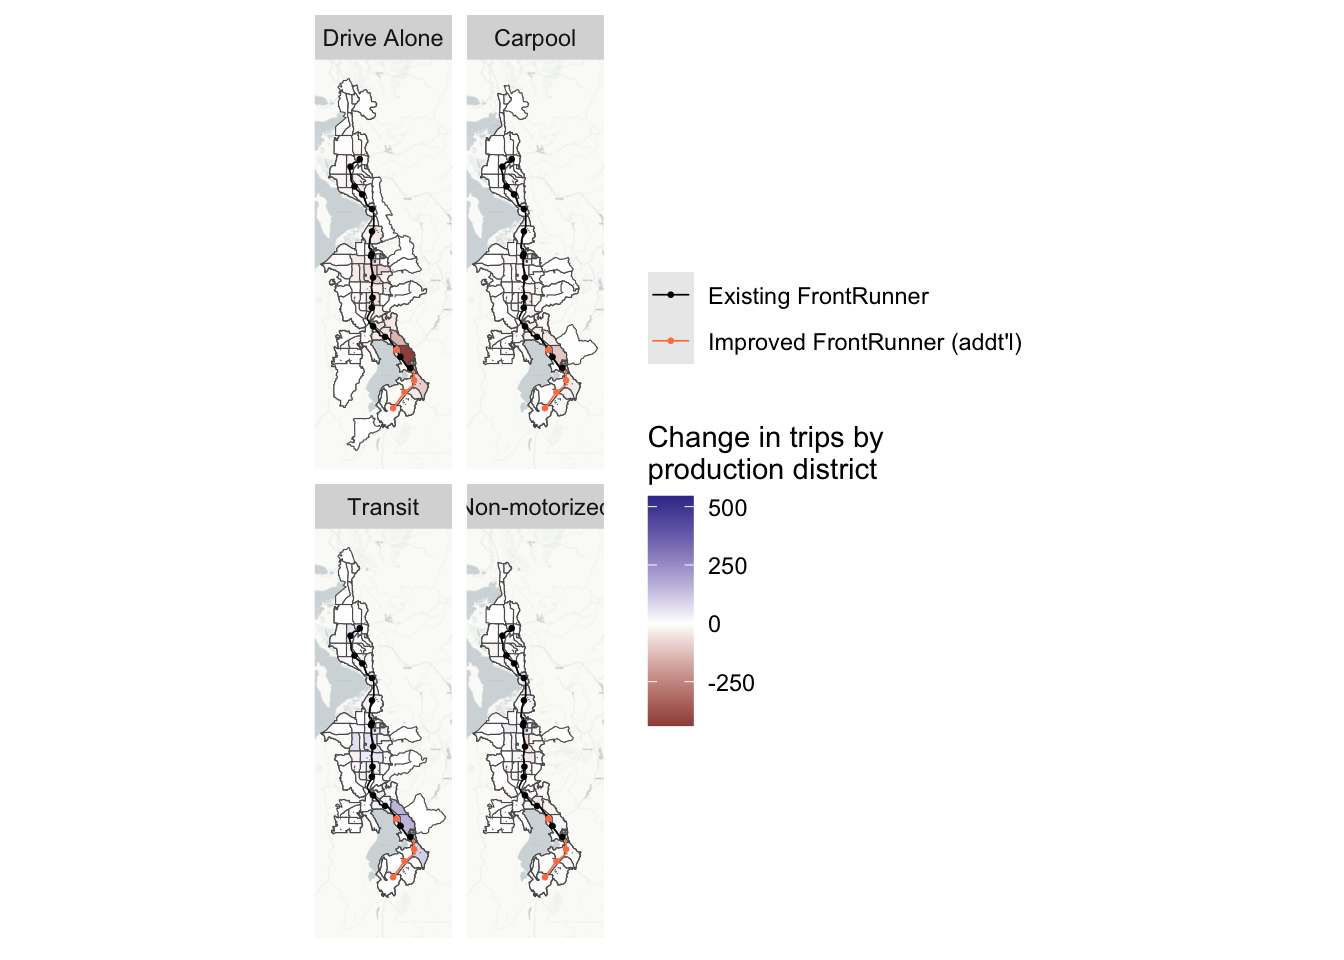 Drive Alone
Carpool
Transit
Non-motorized
Existing FrontRunner
Improved FrontRunner (addt'l)
Change in trips by
production district
500
250
0
-250